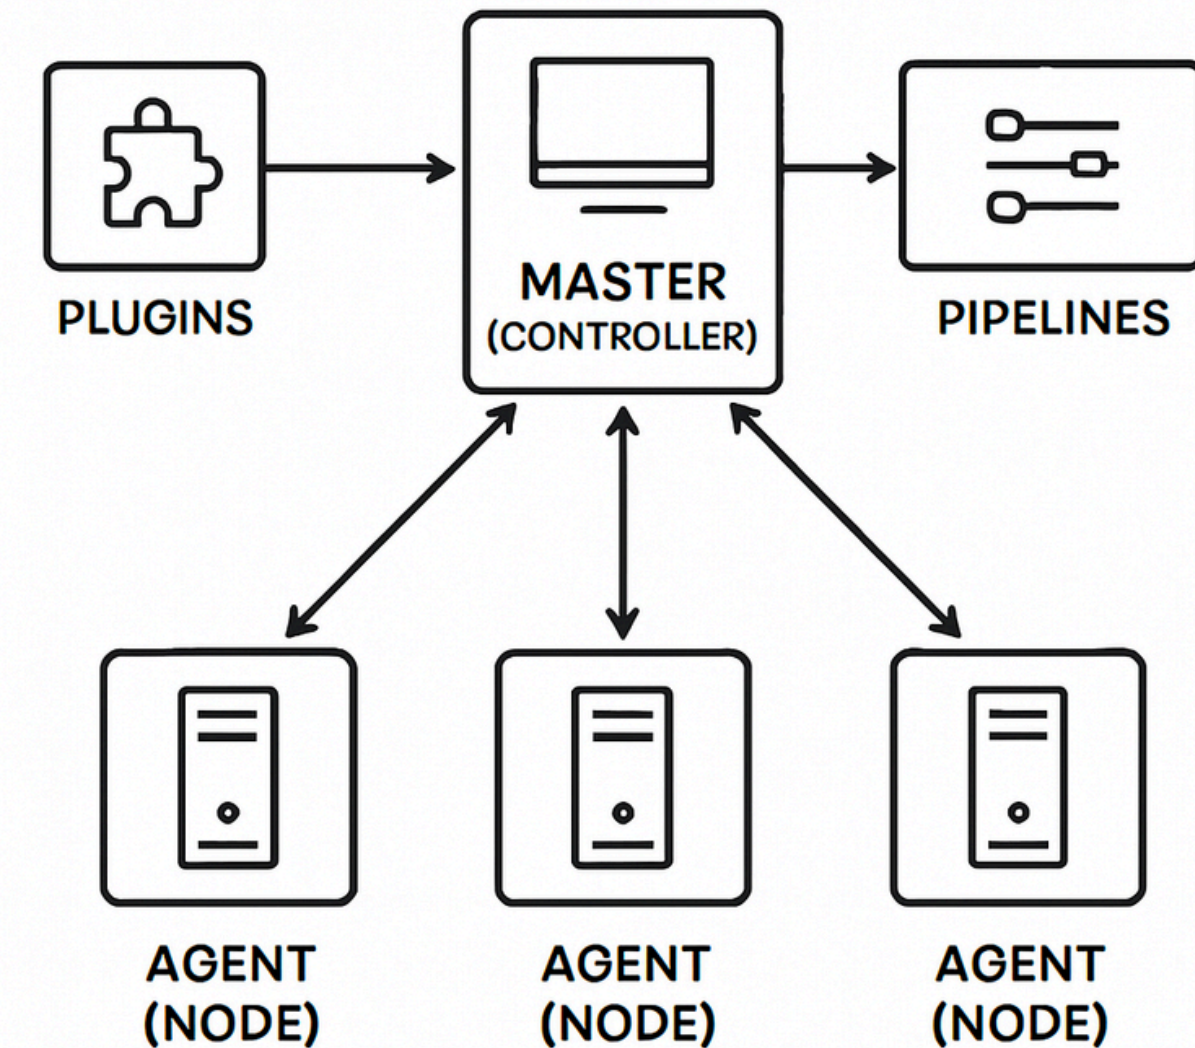 PLUGINS
MASTER
(CONTROLLER)
PIPELINES
AGENT
(NODE)
AGENT
(NODE)
AGENT
(NODE)